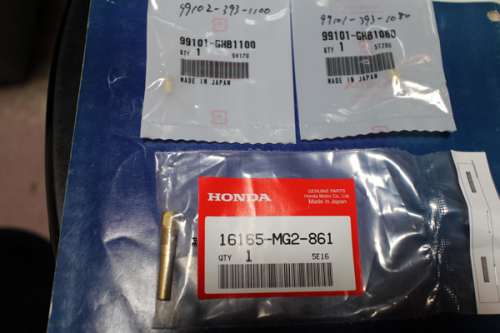 99102-393-1100
99101-GHB1100
QTY 1 5V17B
MADE IN JAPAN
99101-393-1080
99101-GHB1080
QTY 1
MADE IN JAPAN
HONDA
GENUINE PARTS
Honda Motor Co., Ltd.
Made in Japan
16165-MG2-861
QTY 1 5E16